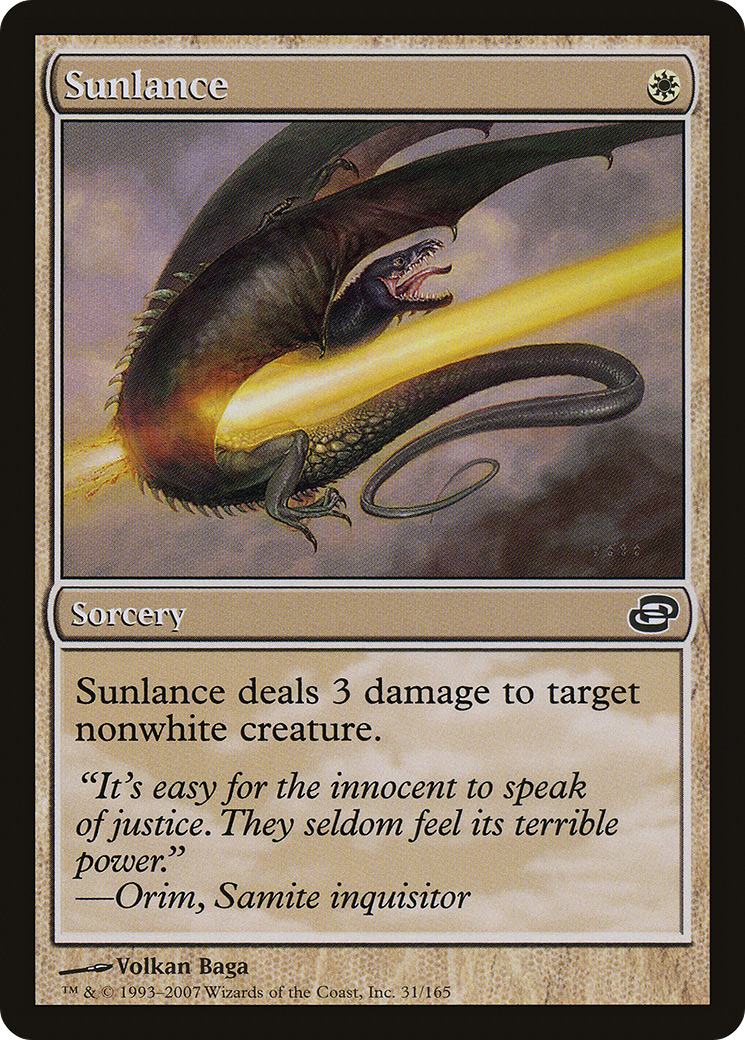 Sunlance
BAGA
2006
Sorcery
Sunlance deals 3 damage to target
nonwhite creature.
“It’s easy for the innocent to speak
of justice. They seldom feel its terrible
power.”
—Orim, Samite inquisitor
Volkan Baga
™ & © 1993–2007 Wizards of the Coast, Inc. 31/165